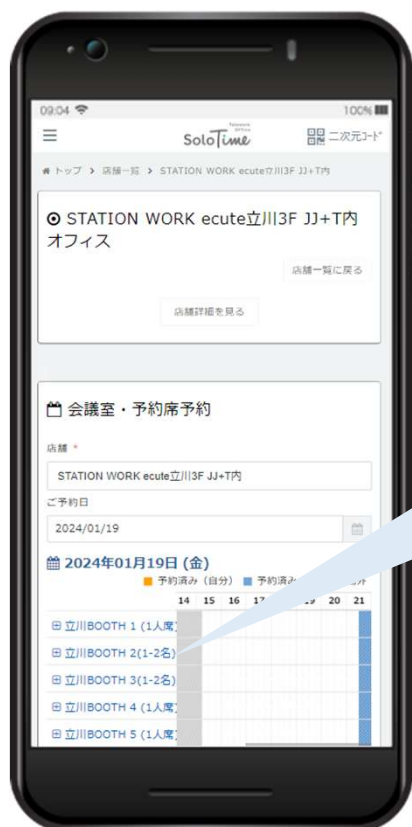 09:04
100%
Telework Office
SoloTime
二次元ｺｰﾄﾞ
トップ > 店舗一覧 > STATION WORK ecute立川3F JJ+T内
STATION WORK ecute立川3F JJ+T内
オフィス
店舗一覧に戻る
店舗詳細を見る
会議室・予約席予約
店舗 *
STATION WORK ecute立川3F JJ+T内
ご予約日
2024/01/19
2024年01月19日 (金)
予約済み（自分） 予約済み
14 15 16 17 19 20 21
立川BOOTH 1 (1人席)
立川BOOTH 2(1-2名)
立川BOOTH 3(1-2名)
立川BOOTH 4 (1人席)
立川BOOTH 5 (1人席)